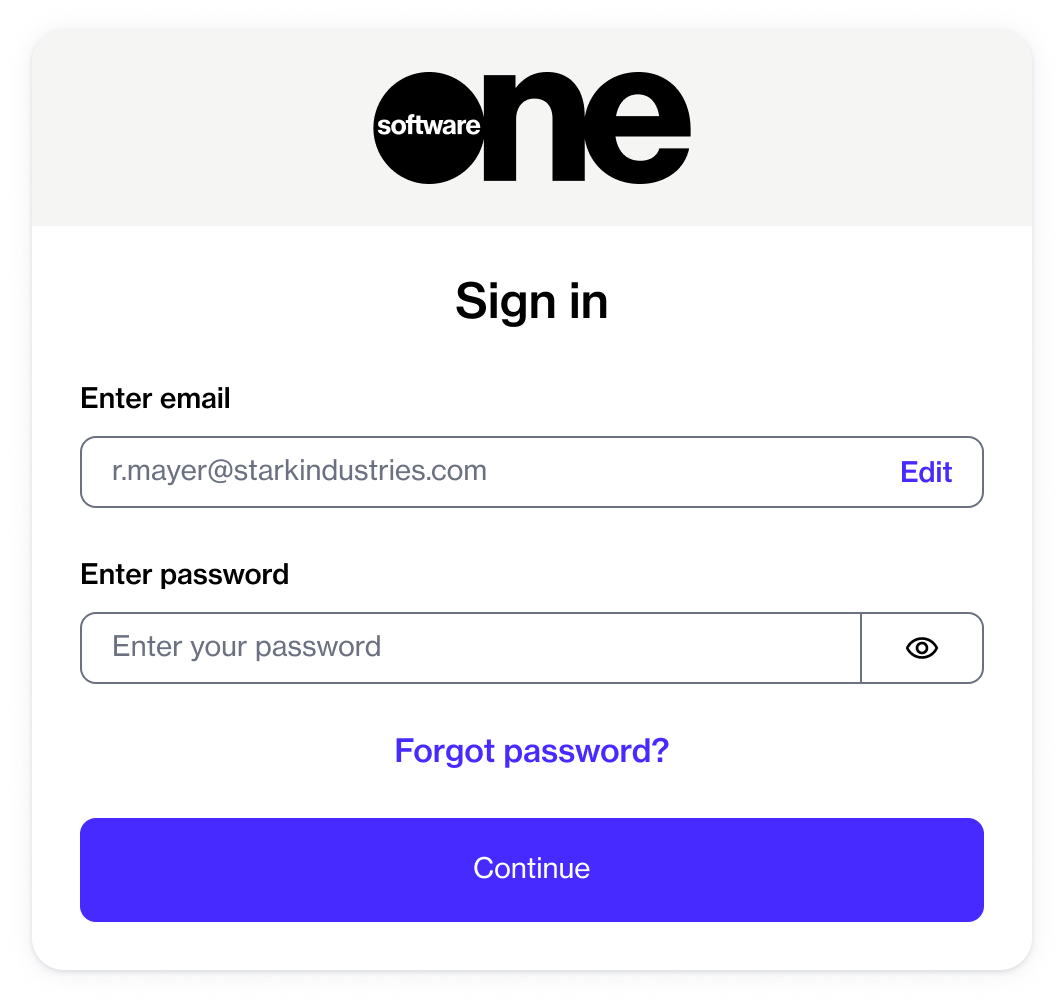 software one
Sign in
Enter email
r.mayer@starkindustries.com Edit
Enter password
Enter your password
Forgot password?
Continue